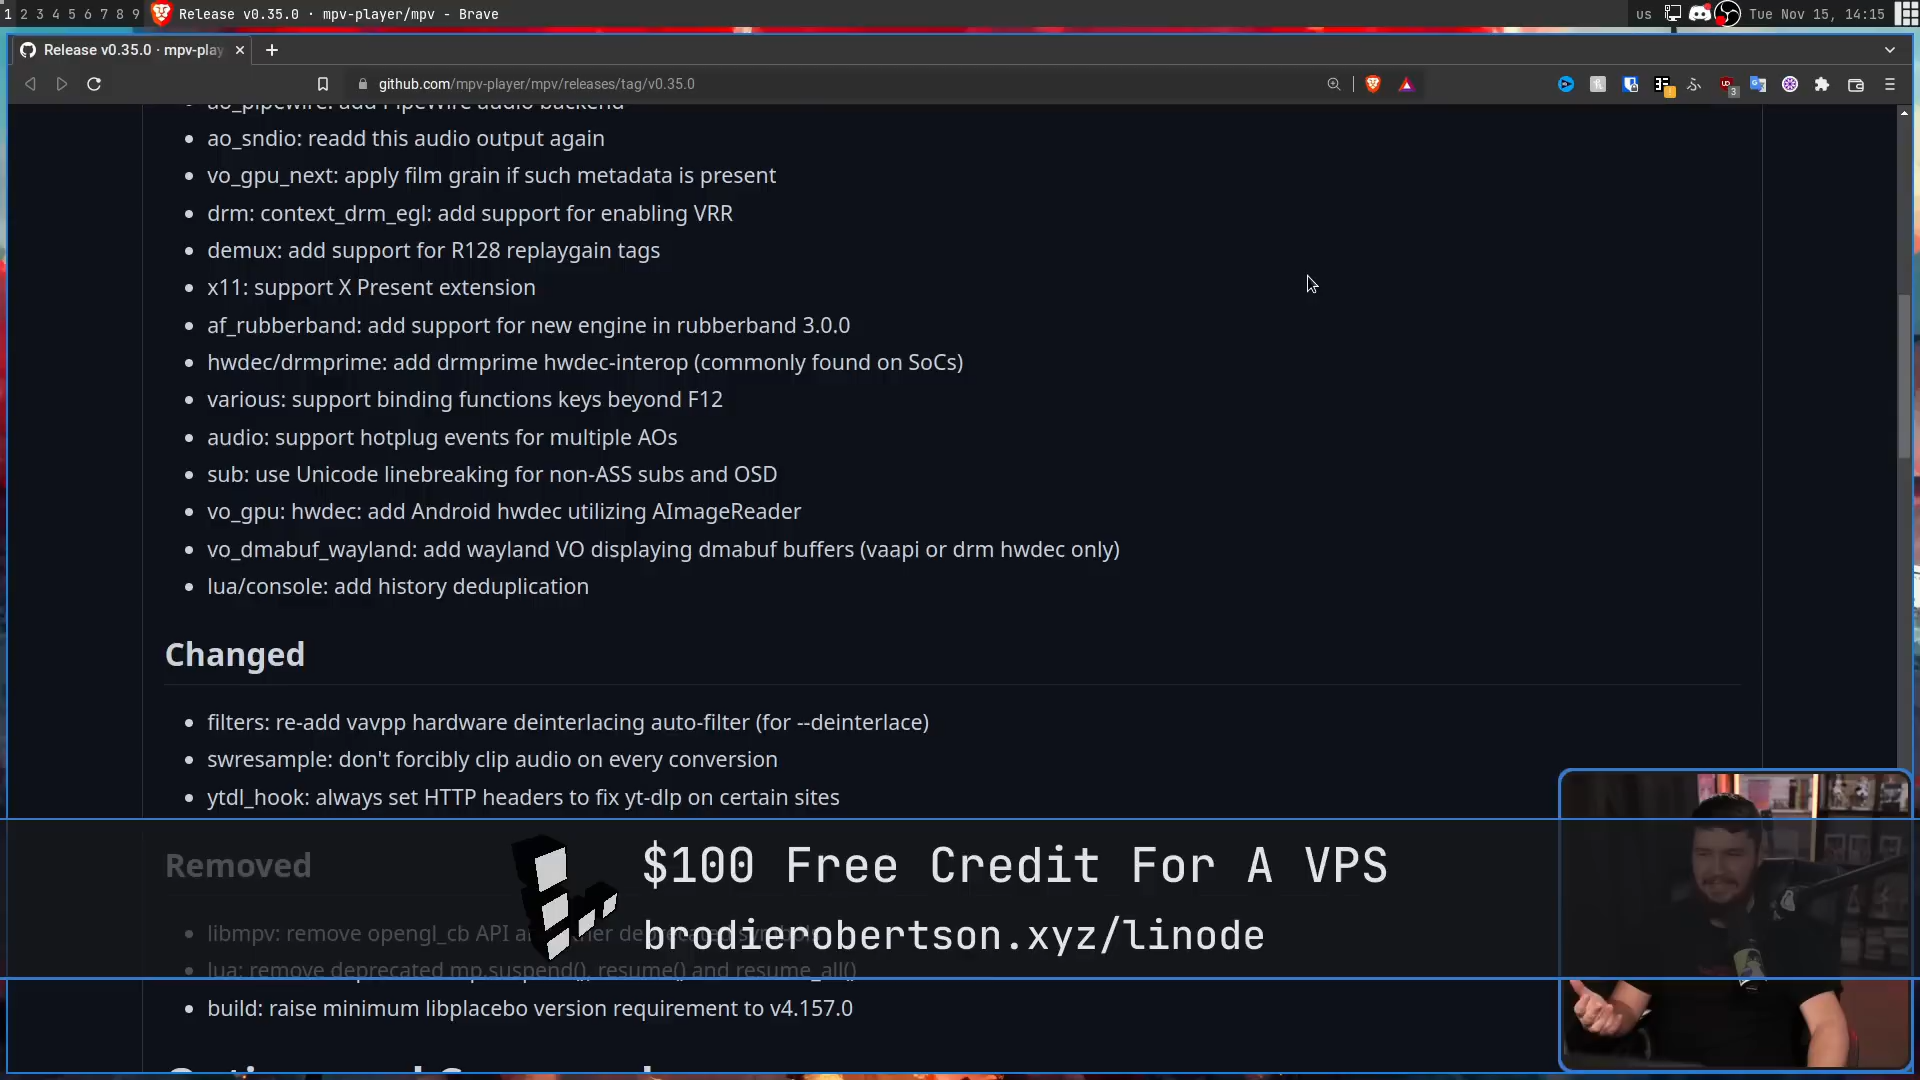 1 2 3 4 5 6 7 8 9 Release v0.35.0 · mpv-player/mpv - Brave us Tue Nov 15, 14:15
Release v0.35.0 · mpv-play
github.com/mpv-player/mpv/releases/tag/v0.35.0
ao_pipewire: add PipeWire audio backend
ao_sndio: readd this audio output again
vo_gpu_next: apply film grain if such metadata is present
drm: context_drm_egl: add support for enabling VRR
demux: add support for R128 replaygain tags
x11: support X Present extension
af_rubberband: add support for new engine in rubberband 3.0.0
hwdec/drmprime: add drmprime hwdec-interop (commonly found on SoCs)
various: support binding functions keys beyond F12
audio: support hotplug events for multiple AOs
sub: use Unicode linebreaking for non-ASS subs and OSD
vo_gpu: hwdec: add Android hwdec utilizing AImageReader
vo_dmabuf_wayland: add wayland VO displaying dmabuf buffers (vaapi or drm hwdec only)
lua/console: add history deduplication
Changed
filters: re-add vavpp hardware deinterlacing auto-filter (for --deinterlace)
swresample: don't forcibly clip audio on every conversion
ytdl_hook: always set HTTP headers to fix yt-dlp on certain sites
$100 Free Credit For A VPS
Removed
brodierobertson.xyz/linode
libmpv: remove opengl_cb API
lua: remove deprecated mp.suspend(), resume() and resume_all()
build: raise minimum libplacebo version requirement to v4.157.0